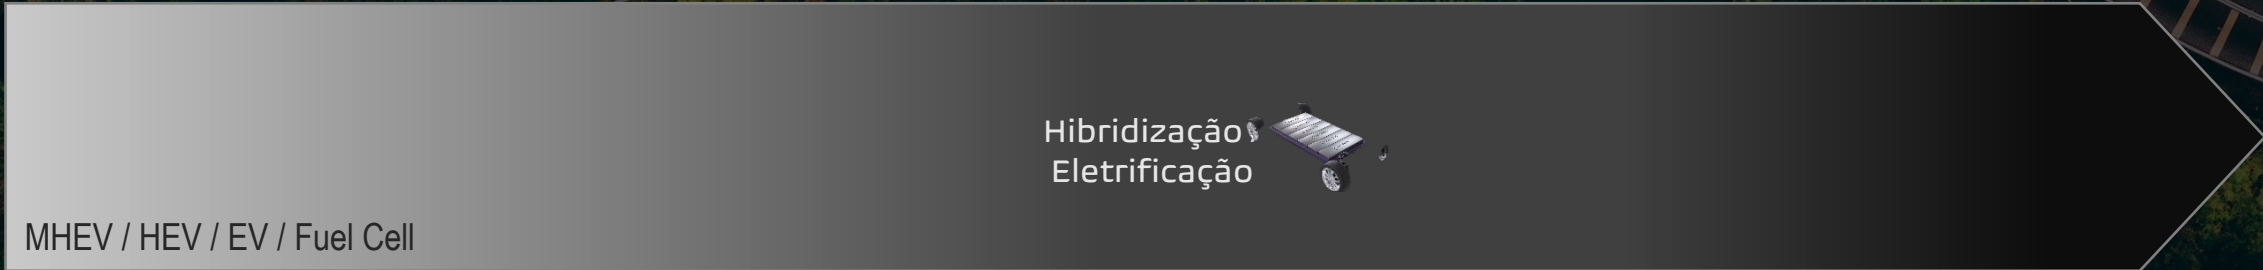 Hibridização
Eletrificação
MHEV / HEV / EV / Fuel Cell